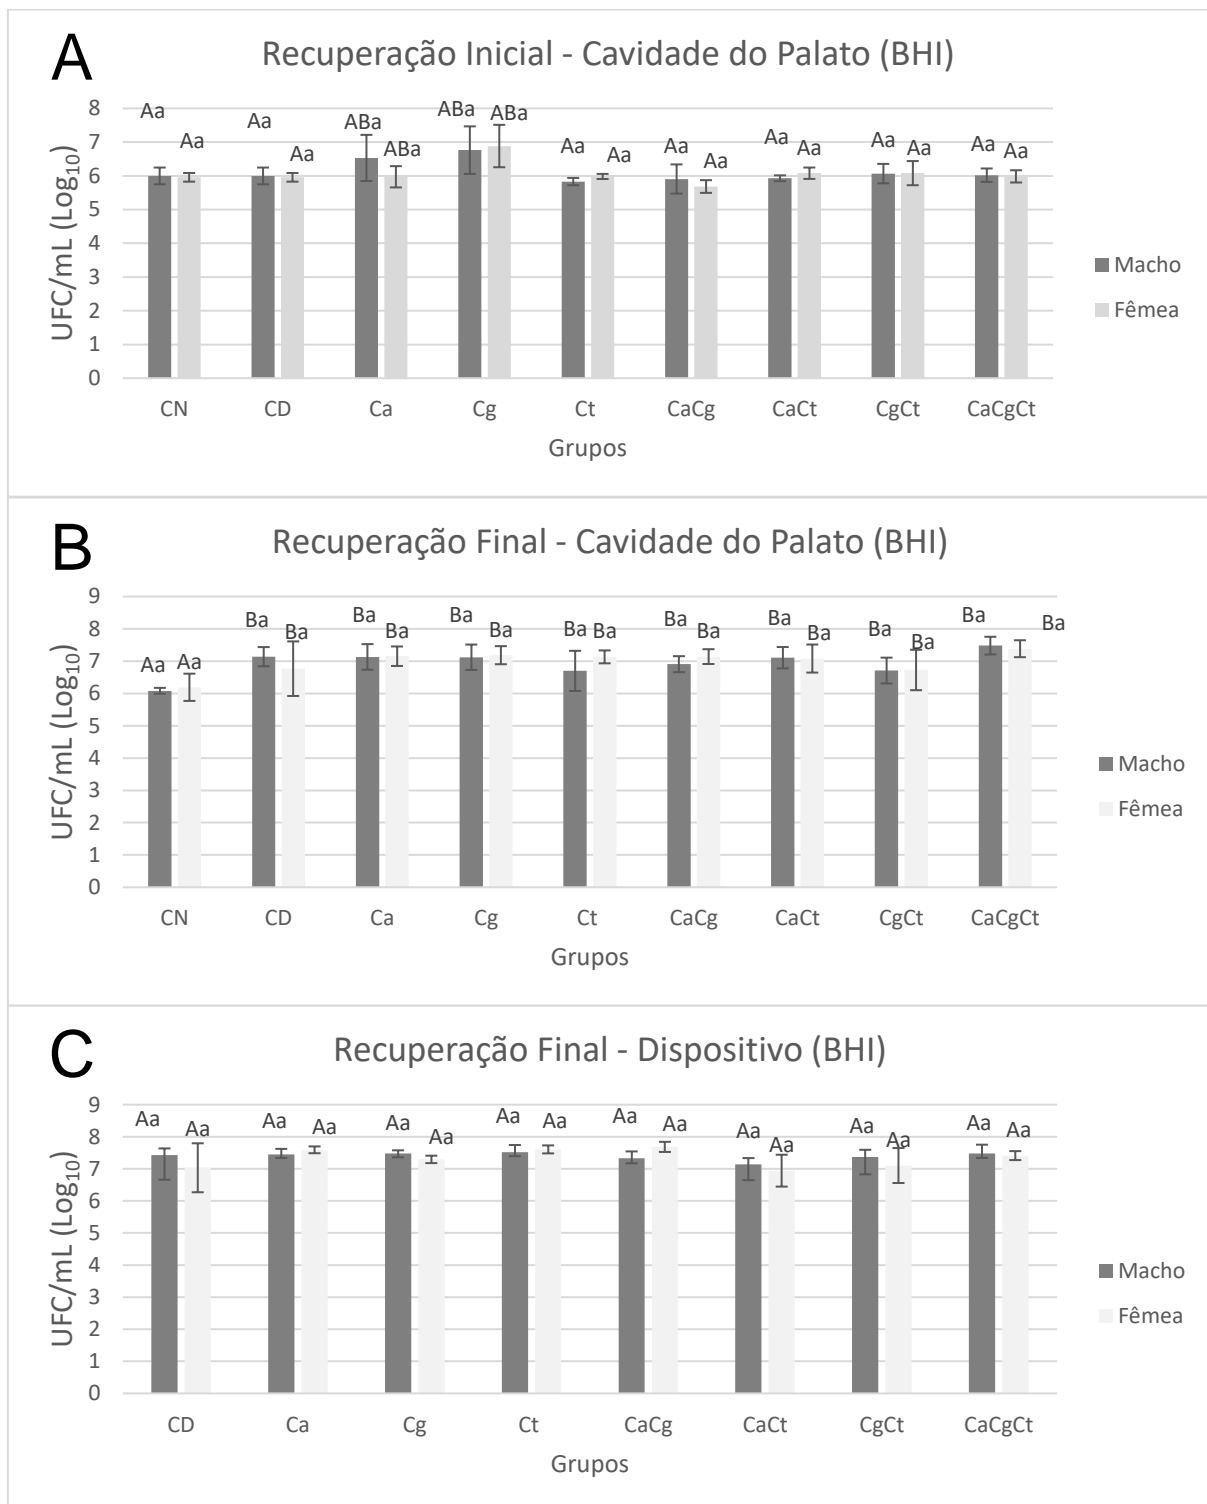 A
Recuperação Inicial - Cavidade do Palato (BHI)
UFC/mL (Log10)
8
7
6
5
4
3
2
1
0
Aa Aa Aa Aa ABa ABa ABa ABa Aa Aa Aa Aa Aa Aa Aa Aa Aa Aa
CN CD Ca Cg Ct CaCg CaCt CgCt CaCgCt
Grupos
Macho
Fêmea
B
Recuperação Final - Cavidade do Palato (BHI)
UFC/mL (Log10)
9
8
7
6
5
4
3
2
1
0
Aa Aa Ba Ba Ba Ba Ba Ba Ba Ba Ba Ba Ba Ba Ba Ba Ba Ba
CN CD Ca Cg Ct CaCg CaCt CgCt CaCgCt
Grupos
Macho
Fêmea
C
Recuperação Final - Dispositivo (BHI)
UFC/mL (Log10)
9
8
7
6
5
4
3
2
1
0
Aa Aa Aa Aa Aa Aa Aa Aa Aa Aa Aa Aa Aa Aa Aa Aa
CD Ca Cg Ct CaCg CaCt CgCt CaCgCt
Grupos
Macho
Fêmea